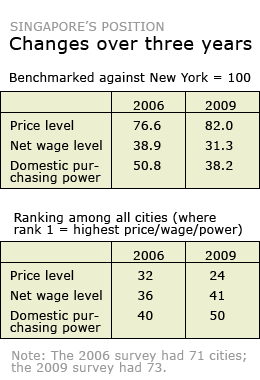 SINGAPORE'S POSITION
Changes over three years
Benchmarked against New York = 100
2006 2009
Price level 76.6 82.0
Net wage level 38.9 31.3
Domestic pur- 50.8 38.2
chasing power
Ranking among all cities (where
rank 1 = highest price/wage/power)
2006 2009
Price level 32 24
Net wage level 36 41
Domestic pur- 40 50
chasing power
Note: The 2006 survey had 71 cities;
the 2009 survey had 73.